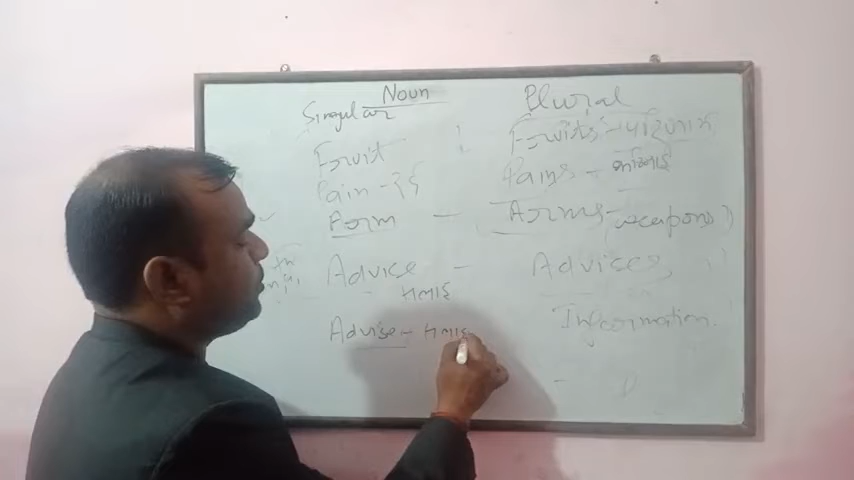 Noun
Singular Plural
Fruit : Fruits - परिणाम
Pain - दर्द Pains -
Arm - Arms - (weapons)
Advice - Advices
सलाह
Information
Advise - सलाह